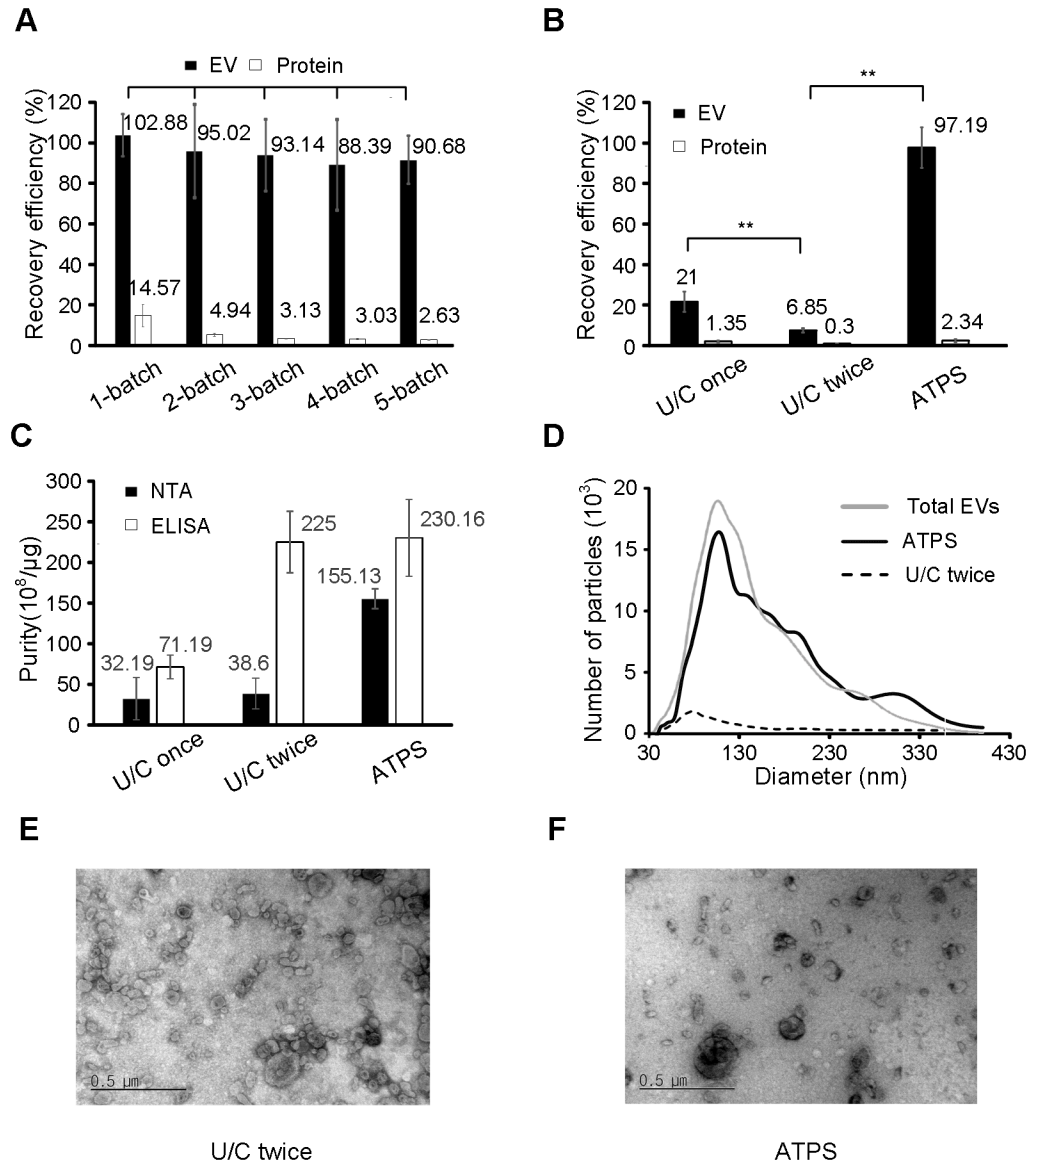 A
EV Protein
Recovery efficiency (%)
120
100
80
60
40
20
0
102.88
95.02
93.14
88.39
90.68
14.57
4.94
3.13
3.03
2.63
1-batch
2-batch
3-batch
4-batch
5-batch
B
Recovery efficiency (%)
120
100
80
60
40
20
0
EV
Protein
**
**
21
1.35
6.85
0.3
97.19
2.34
U/C once
U/C twice
ATPS
C
Purity(10⁸/µg)
300
250
200
150
100
50
0
NTA
ELISA
32.19
71.19
38.6
225
155.13
230.16
U/C once
U/C twice
ATPS
D
Number of particles (10³)
20
15
10
5
0
Total EVs
ATPS
U/C twice
30
130
230
330
430
Diameter (nm)
E
0.5 µm
U/C twice
F
0.5 µm
ATPS